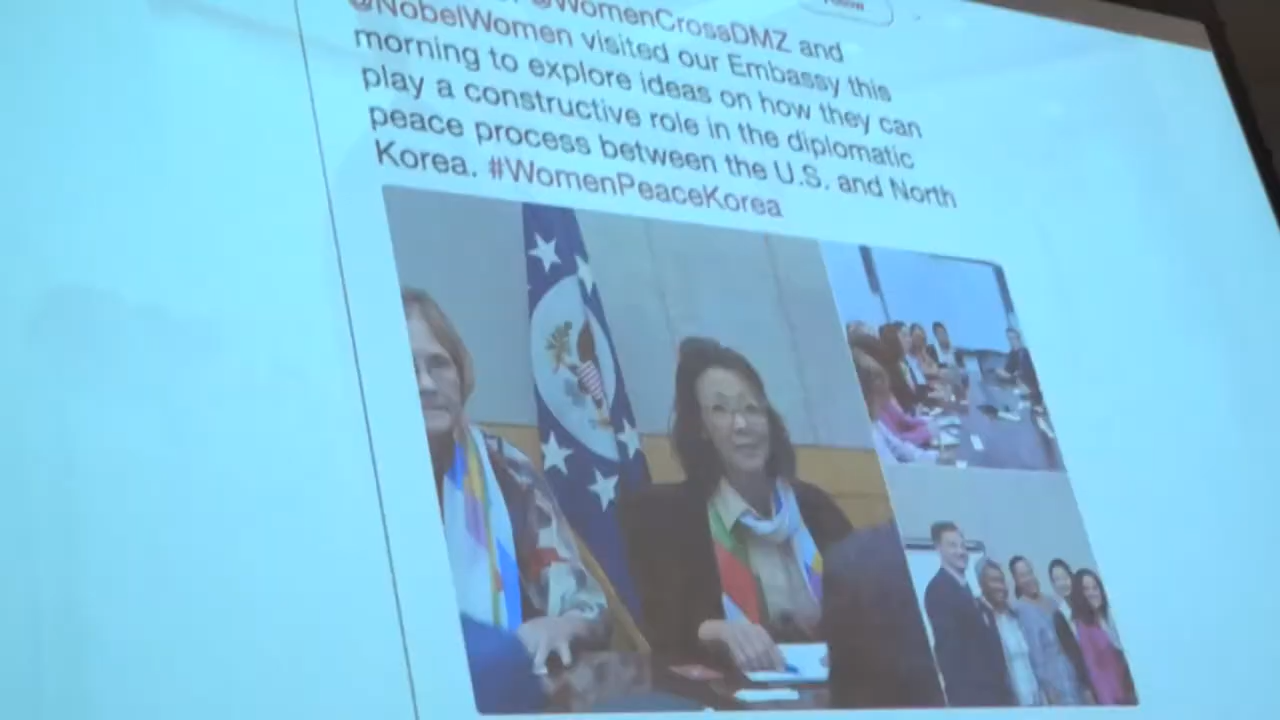 @WomenCrossDMZ and
@NobelWomen visited our Embassy this
morning to explore ideas on how they can
play a constructive role in the diplomatic
peace process between the U.S. and North
Korea. #WomenPeaceKorea